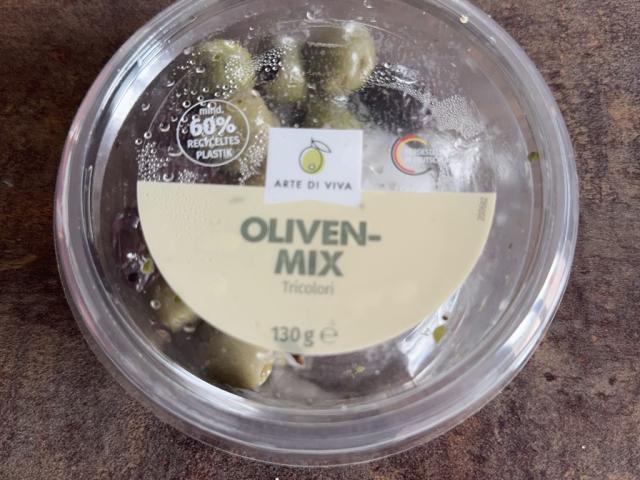 mind.
60%
RECYCELTES
PLASTIK
ARTE DI VIVA
OLIVEN-
MIX
Tricolori
130 g ℮